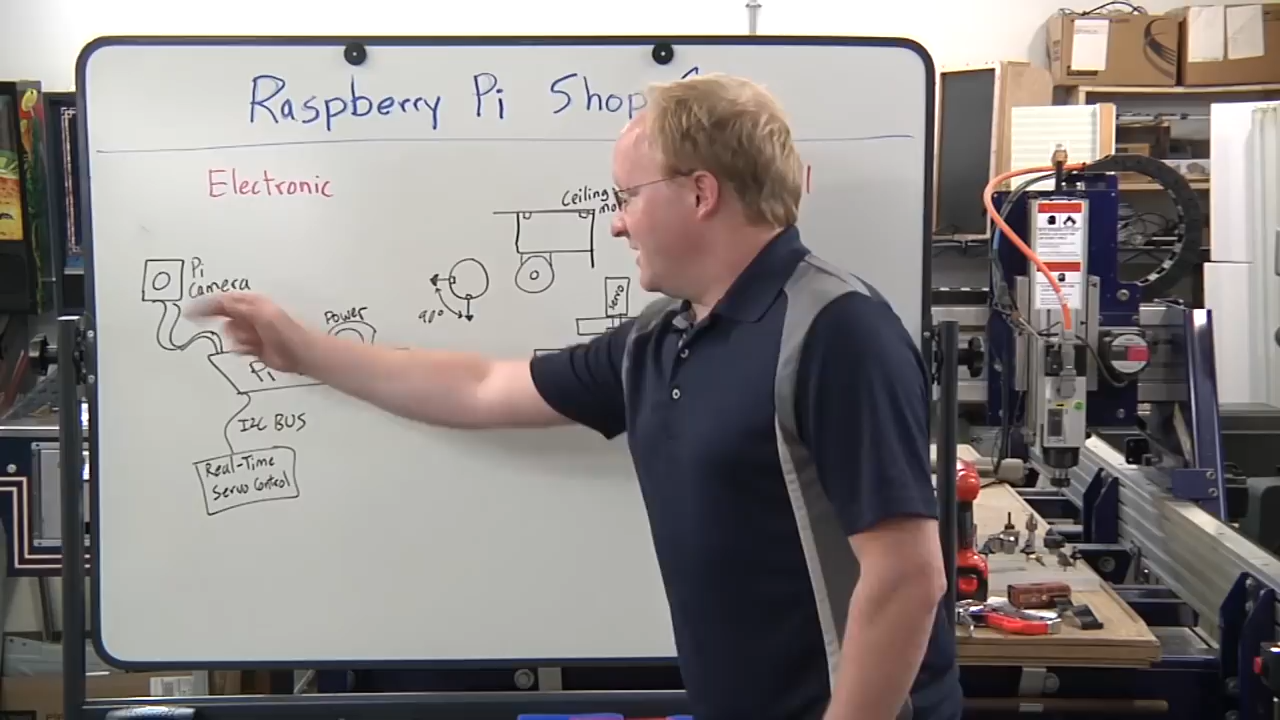 Raspberry Pi Shop
Electronic
Ceiling
Pi
Camera
Power
90°
servo
Pi
I2C BUS
Real-Time
Servo Control